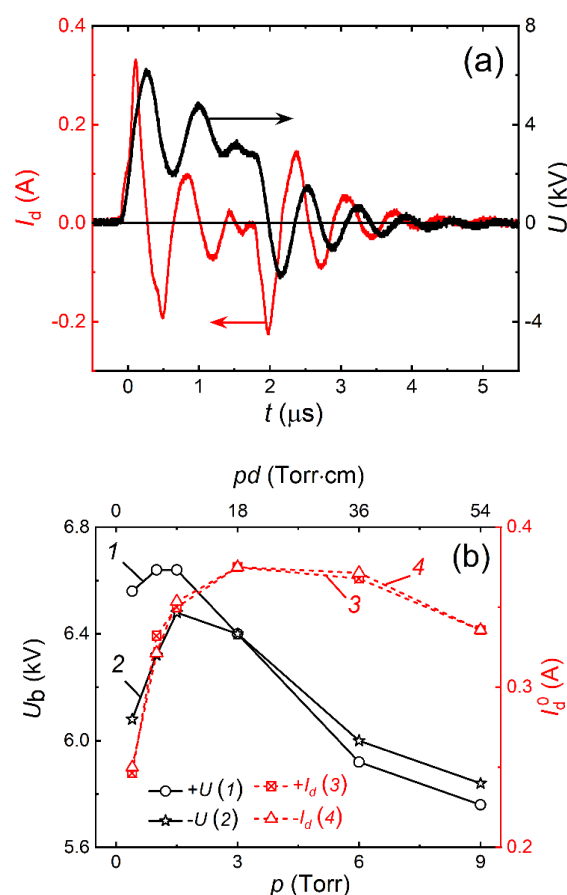 (a)
0.4
0.2
0.0
-0.2
I_d (A)
8
4
0
-4
U (kV)
0 1 2 3 4 5
t (μs)
pd (Torr·cm)
0 18 36 54
(b)
6.8
6.4
6.0
5.6
U_b (kV)
0.4
0.3
0.2
I_d^0 (A)
1
2
3
4
+U (1) +I_d (3)
-U (2) -I_d (4)
0 3 6 9
p (Torr)